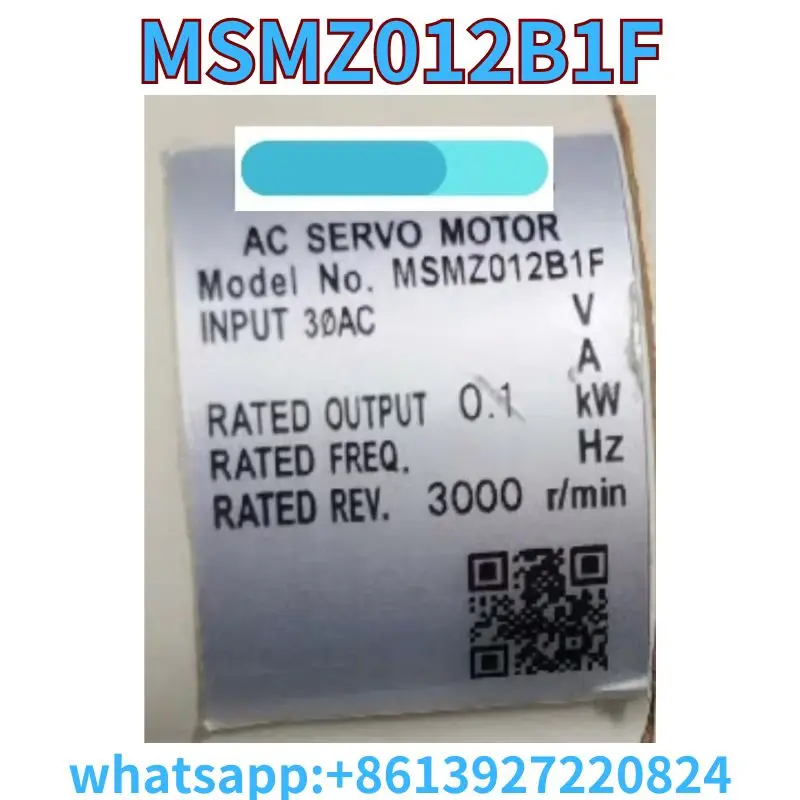 MSMZ012B1F
AC SERVO MOTOR
Model No. MSMZ012B1F
INPUT 3ØAC V
A
RATED OUTPUT 0.1 kW
RATED FREQ. Hz
RATED REV. 3000 r/min
whatsapp:+8613927220824